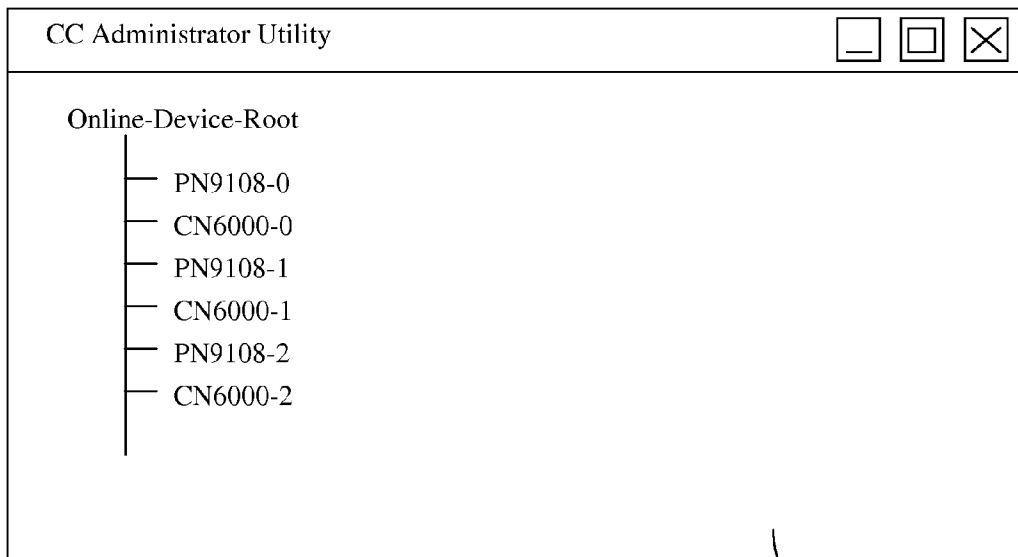 CC Administrator Utility
Online-Device-Root
PN9108-0
CN6000-0
PN9108-1
CN6000-1
PN9108-2
CN6000-2